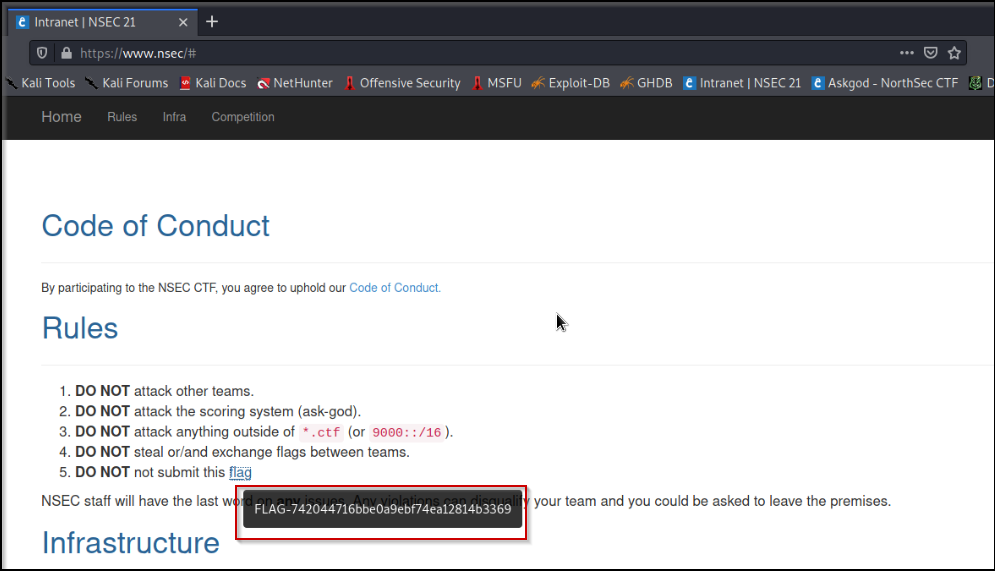 Intranet | NSEC 21
https://www.nsec/#
Kali Tools Kali Forums Kali Docs NetHunter Offensive Security MSFU Exploit-DB GHDB Intranet | NSEC 21 Askgod - NorthSec CTF D
Home Rules Infra Competition
Code of Conduct
By participating to the NSEC CTF, you agree to uphold our Code of Conduct.
Rules
1. DO NOT attack other teams.
2. DO NOT attack the scoring system (ask-god).
3. DO NOT attack anything outside of *.ctf (or 9000::/16).
4. DO NOT steal or/and exchange flags between teams.
5. DO NOT not submit this flag
NSEC staff will have the last word on any issues. Any violations can disqualify your team and you could be asked to leave the premises.
FLAG-742044716bbe0a9ebf74ea12814b3369
Infrastructure